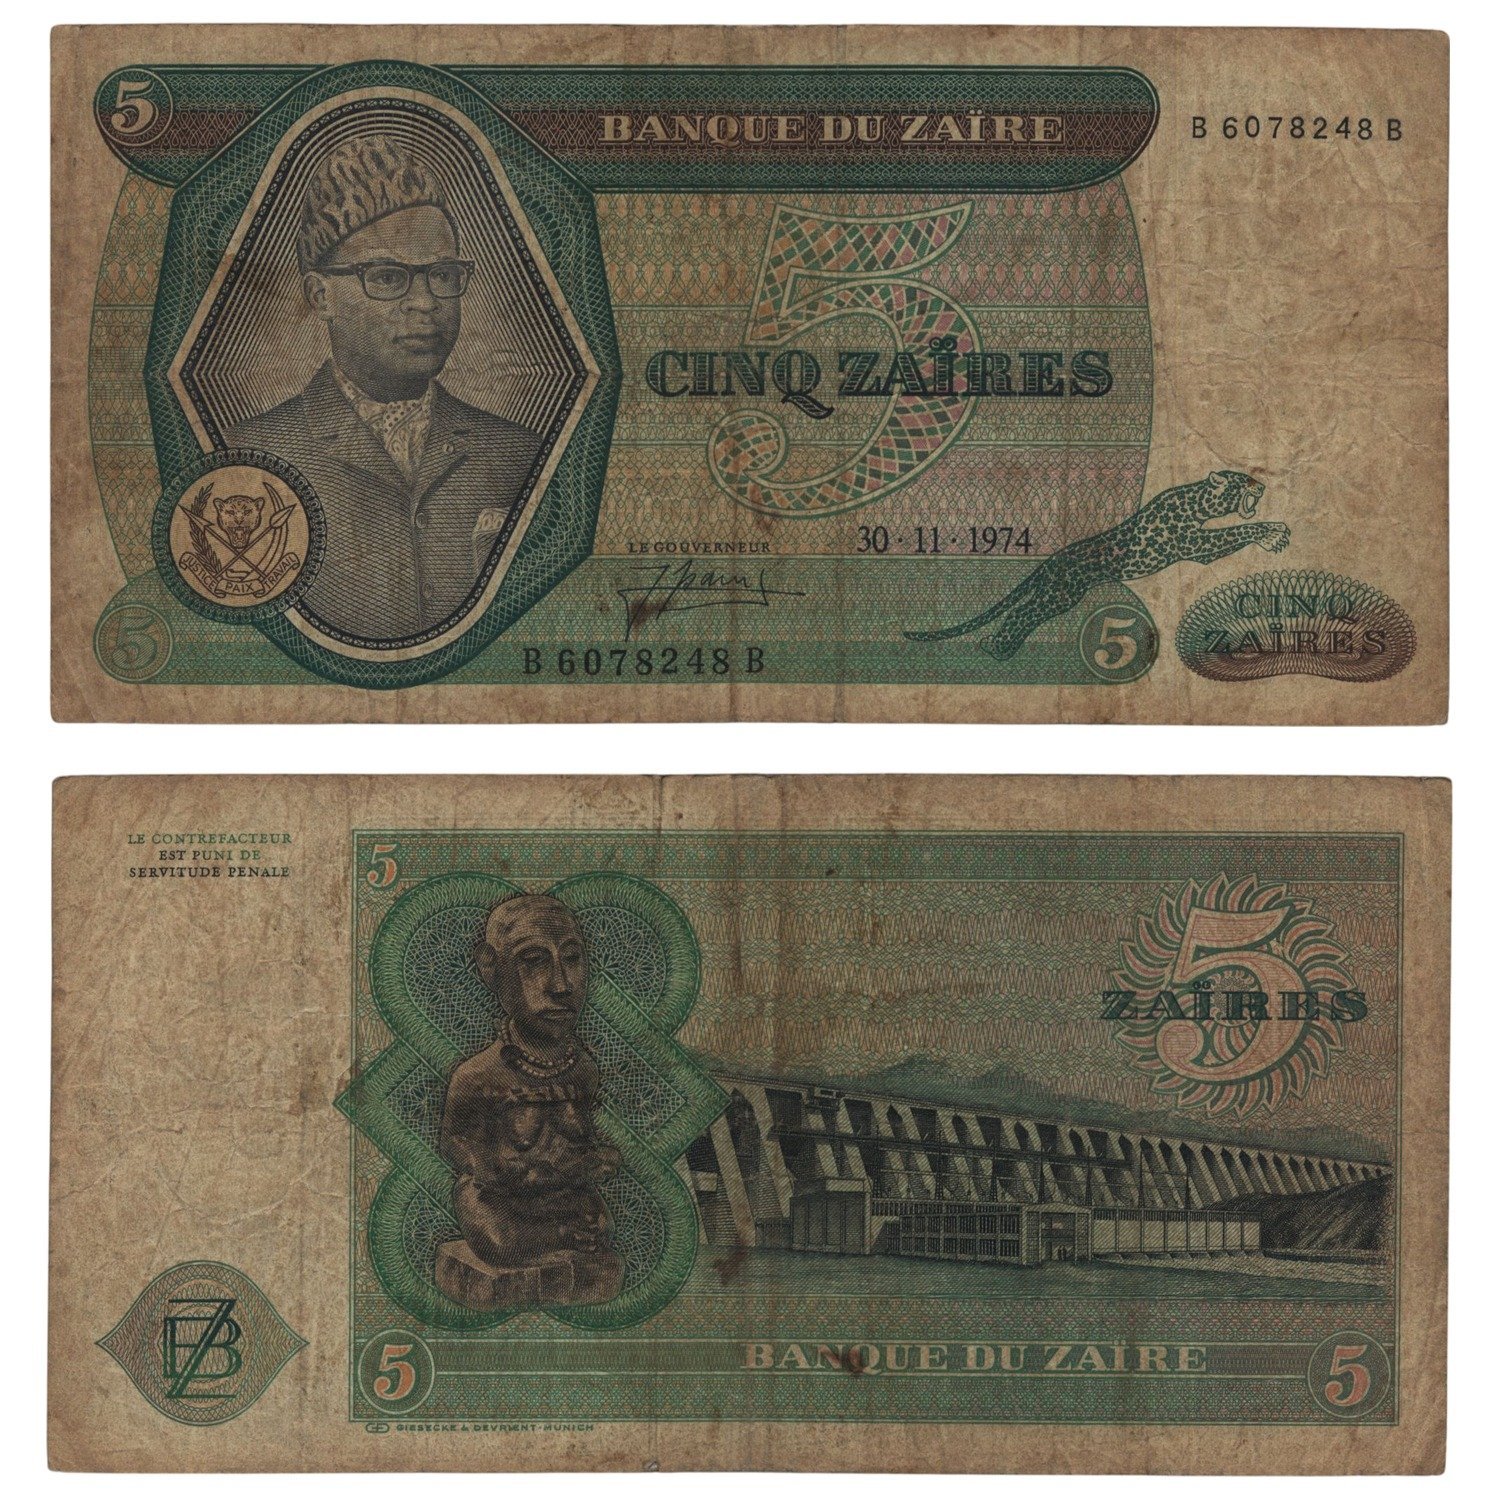 5
BANQUE DU ZAÏRE
B 6078248 B
5
CINQ ZAÏRES
LE GOUVERNEUR
30·11·1974
JUSTICE PAIX TRAVAIL
5
5
CINQ
ZAÏRES
B 6078248 B
LE CONTREFACTEUR
EST PUNI DE
SERVITUDE PENALE
5
5
ZAÏRES
BZ
5
BANQUE DU ZAÏRE
5
GIESECKE & DEVRIENT·MUNICH